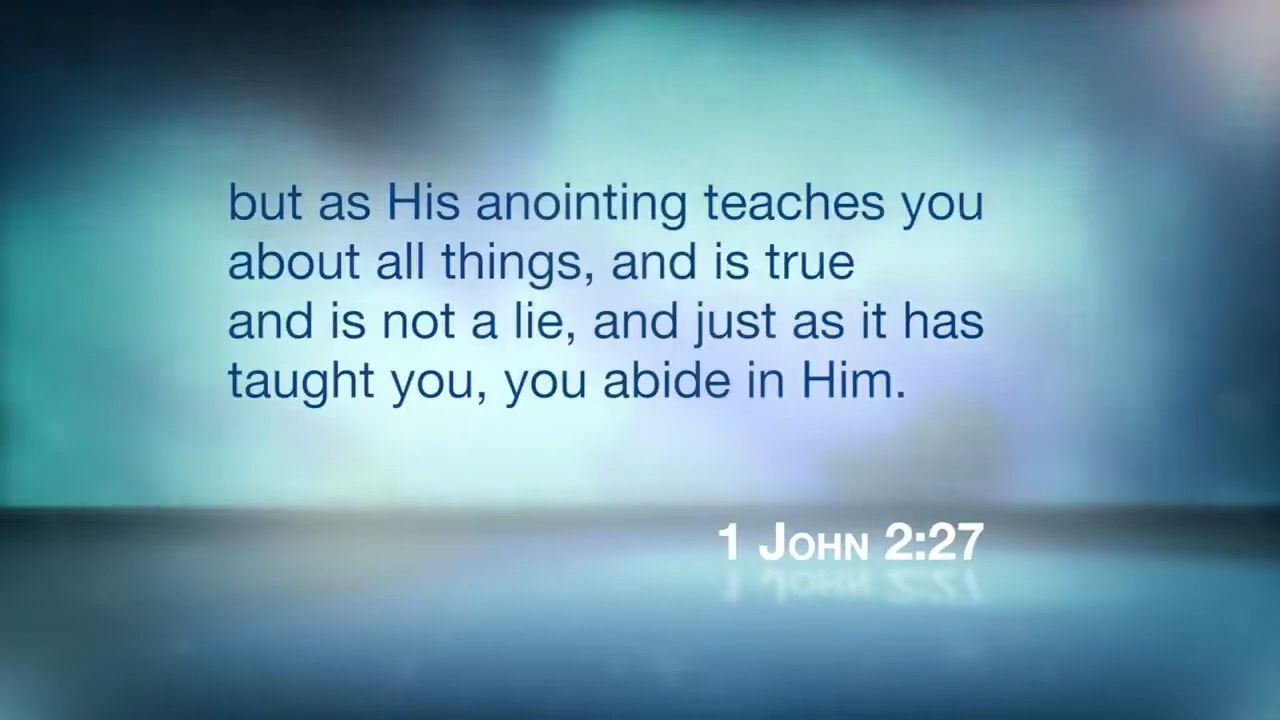 but as His anointing teaches you
about all things, and is true
and is not a lie, and just as it has
taught you, you abide in Him.
1 John 2:27